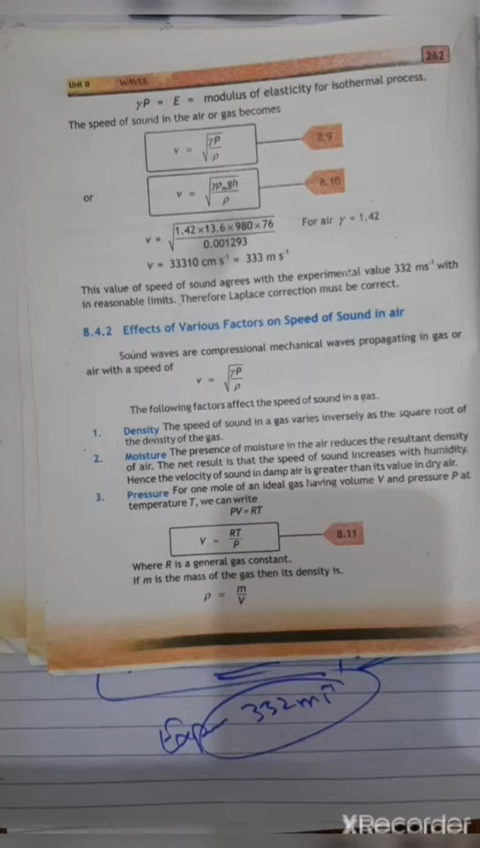 262
Unit 8 WAVES
γP = E = modulus of elasticity for isothermal process.
The speed of sound in the air or gas becomes
v = √(γP/ρ) 8.9
or v = √(γρₘgh/ρ) 8.10
v = √(1.42×13.6×980×76/0.001293) For air γ = 1.42
v = 33310 cm s⁻¹ = 333 m s⁻¹
This value of speed of sound agrees with the experimental value 332 ms⁻¹ with
in reasonable limits. Therefore Laplace correction must be correct.
8.4.2 Effects of Various Factors on Speed of Sound in air
Sound waves are compressional mechanical waves propagating in gas or
air with a speed of
v = √(γP/ρ)
The following factors affect the speed of sound in a gas.
1. Density The speed of sound in a gas varies inversely as the square root of
the density of the gas.
2. Moisture The presence of moisture in the air reduces the resultant density
of air. The net result is that the speed of sound increases with humidity.
Hence the velocity of sound in damp air is greater than its value in dry air.
3. Pressure For one mole of an ideal gas having volume V and pressure P at
temperature T, we can write
PV=RT
V = RT/P 8.11
Where R is a general gas constant.
If m is the mass of the gas then its density is.
ρ = m/V
332 m
XRecorder